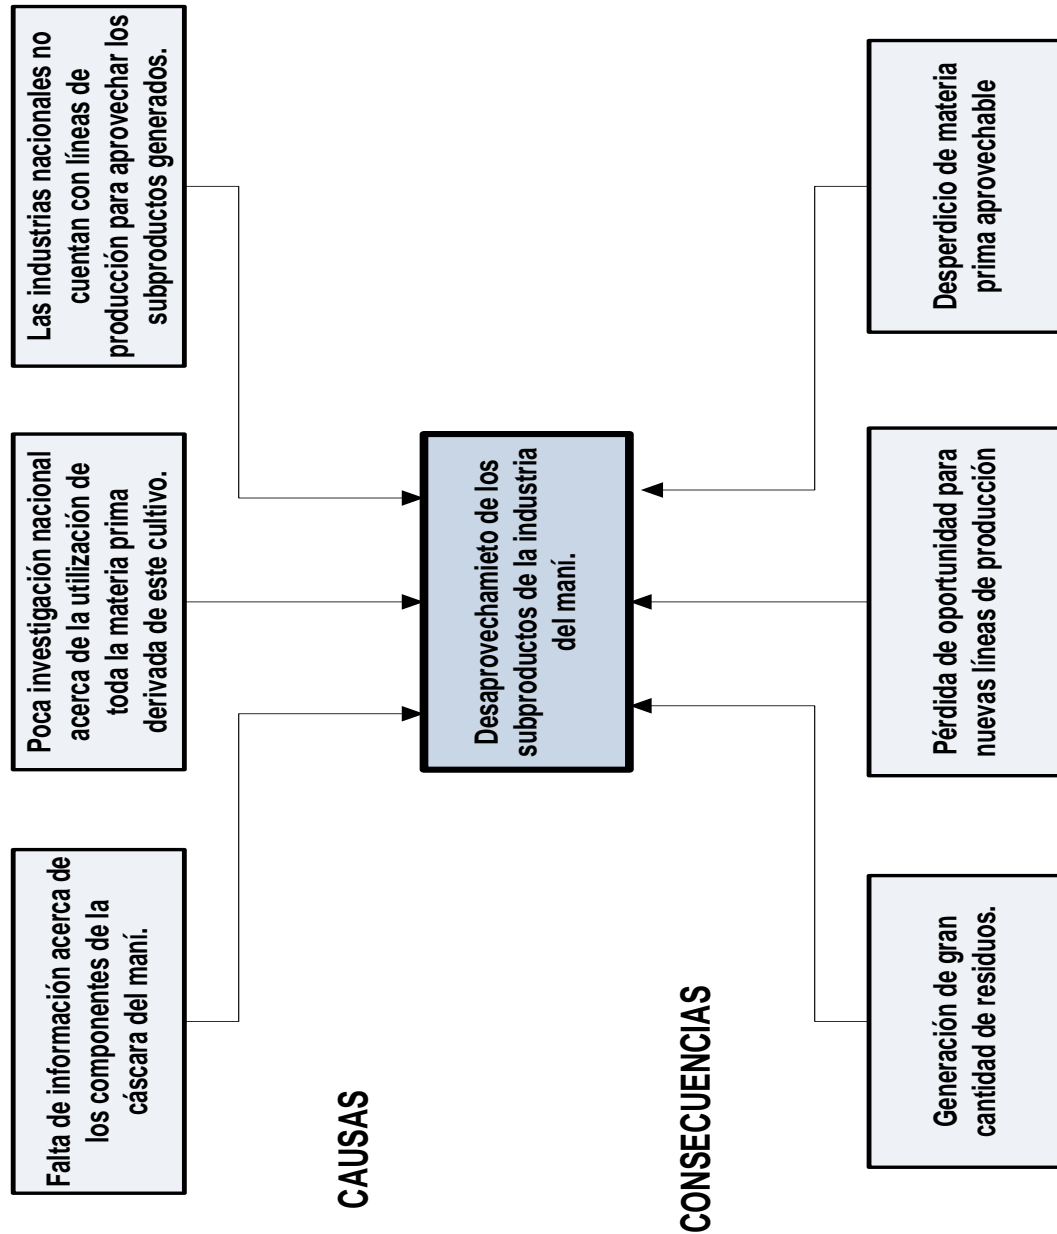 Falta de información acerca de
los componentes de la
cáscara del maní.
Poca investigación nacional
acerca de la utilización de
toda la materia prima
derivada de este cultivo.
Las industrias nacionales no
cuentan con líneas de
producción para aprovechar los
subproductos generados.
CAUSAS
Desaprovechamieto de los
subproductos de la industria
del maní.
CONSECUENCIAS
Generación de gran
cantidad de residuos.
Pérdida de oportunidad para
nuevas líneas de producción
Desperdicio de materia
prima aprovechable